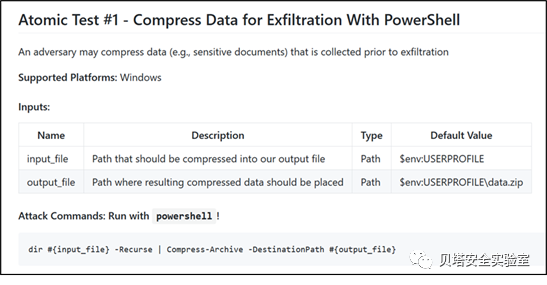 Atomic Test #1 - Compress Data for Exfiltration With PowerShell
An adversary may compress data (e.g., sensitive documents) that is collected prior to exfiltration
Supported Platforms: Windows
Inputs:
Name Description Type Default Value
input_file Path that should be compressed into our output file Path $env:USERPROFILE
output_file Path where resulting compressed data should be placed Path $env:USERPROFILE\data.zip
Attack Commands: Run with powershell !
dir #{input_file} -Recurse | Compress-Archive -DestinationPath #{output_file}
贝塔安全实验室